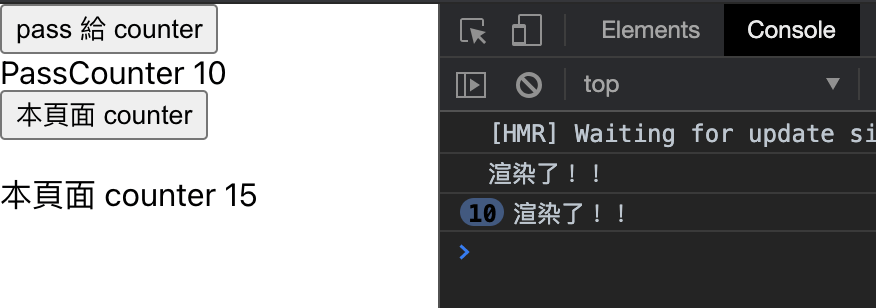 pass 給 counter
PassCounter 10
本頁面 counter
本頁面 counter 15
Elements
Console
top
[HMR] Waiting for update si
渲染了！！
10 渲染了！！